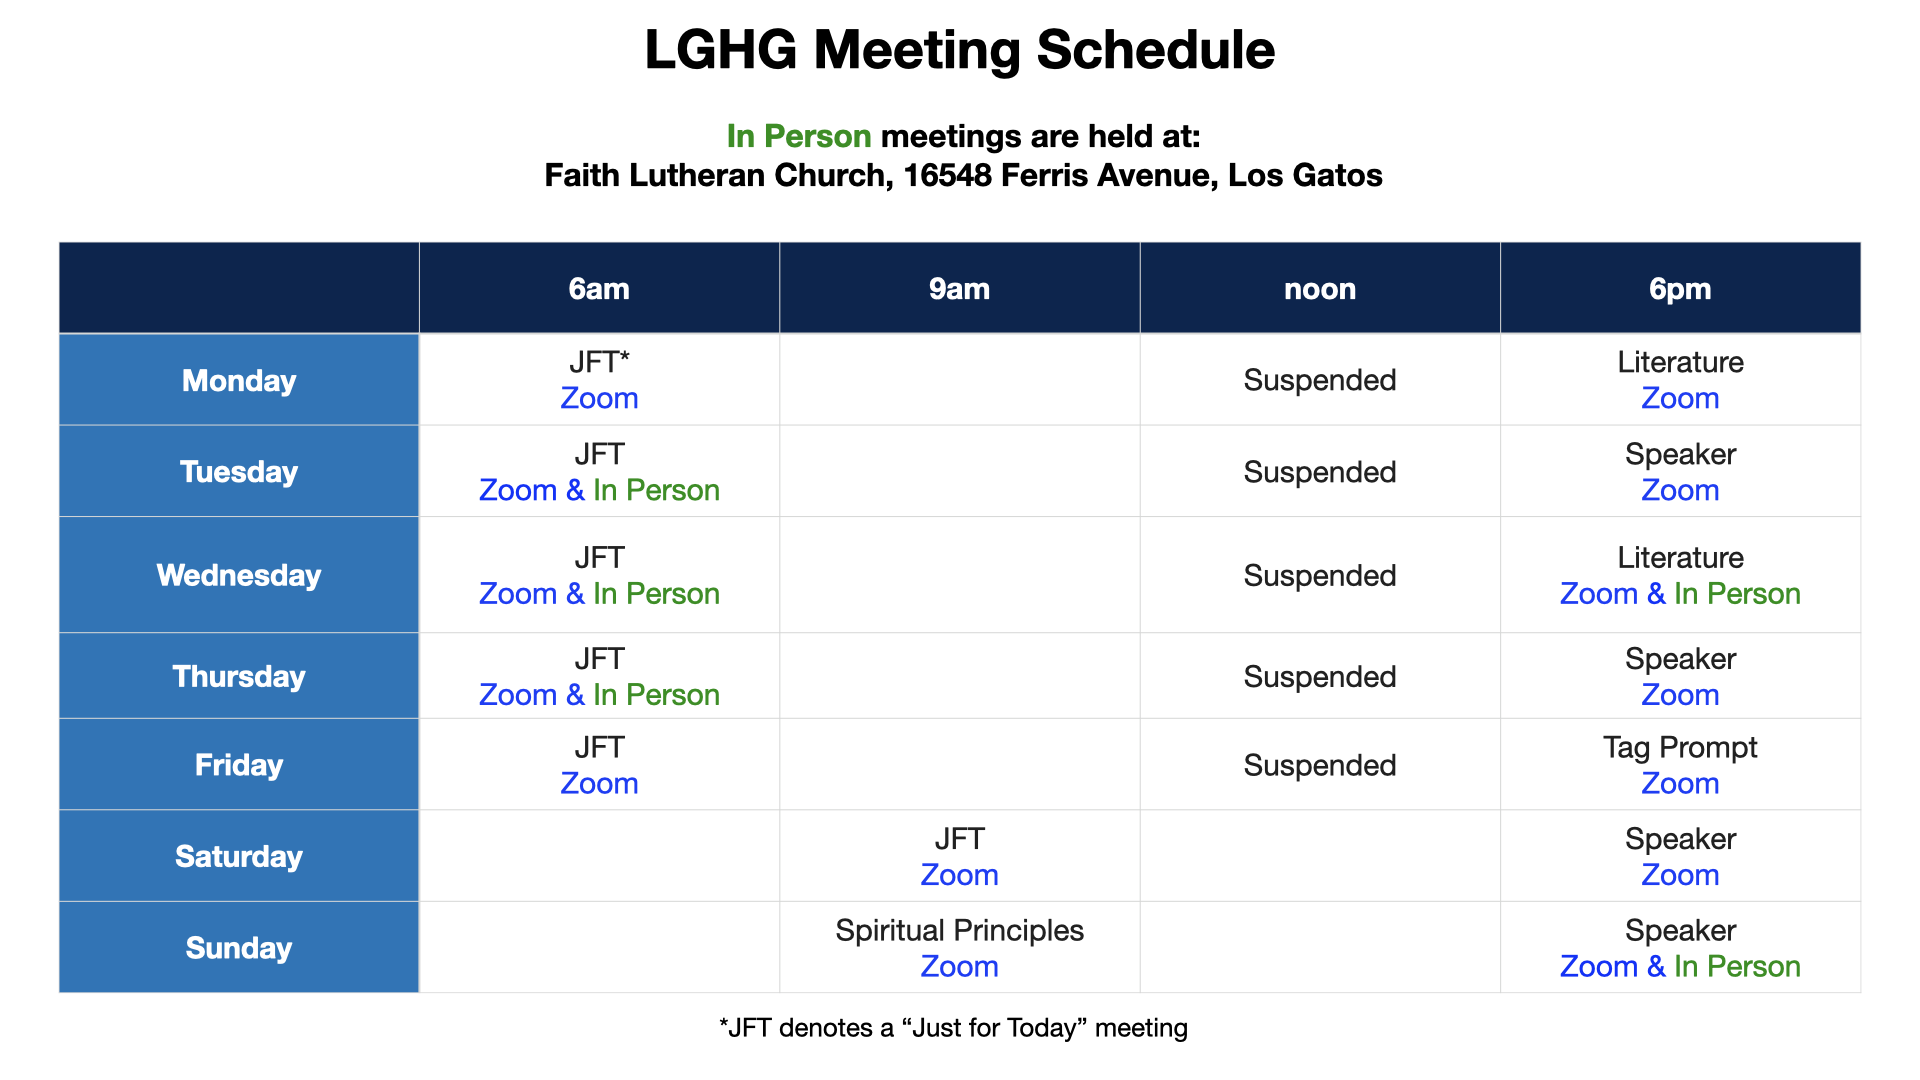 LGHG Meeting Schedule
In Person meetings are held at:
Faith Lutheran Church, 16548 Ferris Avenue, Los Gatos
6am 9am noon 6pm
Monday
JFT*
Zoom
Suspended
Literature
Zoom
Tuesday
JFT
Zoom & In Person
Suspended
Speaker
Zoom
Wednesday
JFT
Zoom & In Person
Suspended
Literature
Zoom & In Person
Thursday
JFT
Zoom & In Person
Suspended
Speaker
Zoom
Friday
JFT
Zoom
Suspended
Tag Prompt
Zoom
Saturday
JFT
Zoom
Speaker
Zoom
Sunday
Spiritual Principles
Zoom
Speaker
Zoom & In Person
*JFT denotes a “Just for Today” meeting